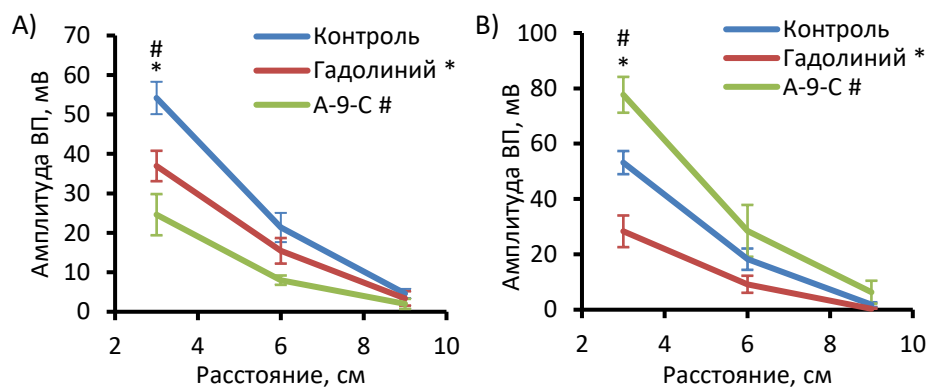 A)
Амплитуда ВП, мВ
70
60
50
40
30
20
10
0
#
*
Контроль
Гадолиний *
А-9-С #
2 4 6 8 10
Расстояние, см
B)
Амплитуда ВП, мВ
100
80
60
40
20
0
#
*
Контроль
Гадолиний *
А-9-С #
2 4 6 8 10
Расстояние, см